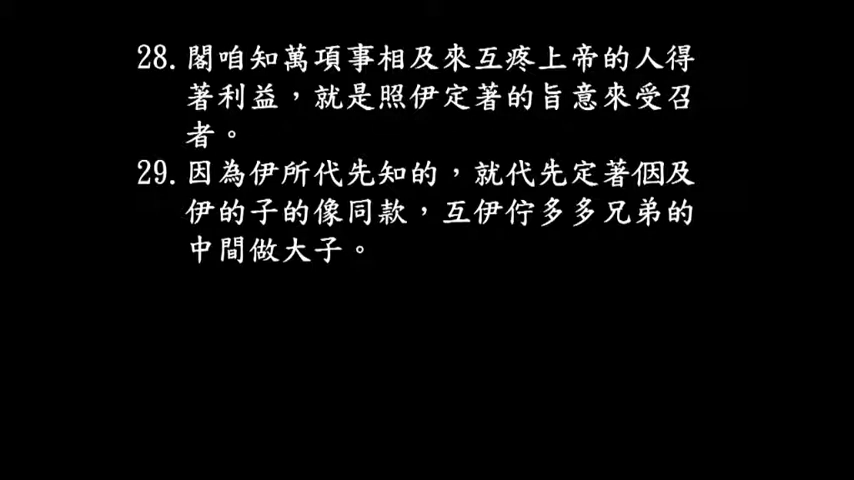 28. 閣咱知萬項事相及來互疼上帝的人得
著利益，就是照伊定著的旨意來受召
者。
29. 因為伊所代先知的，就代先定著個及
伊的子的像同款，互伊佇多多兄弟的
中間做大子。